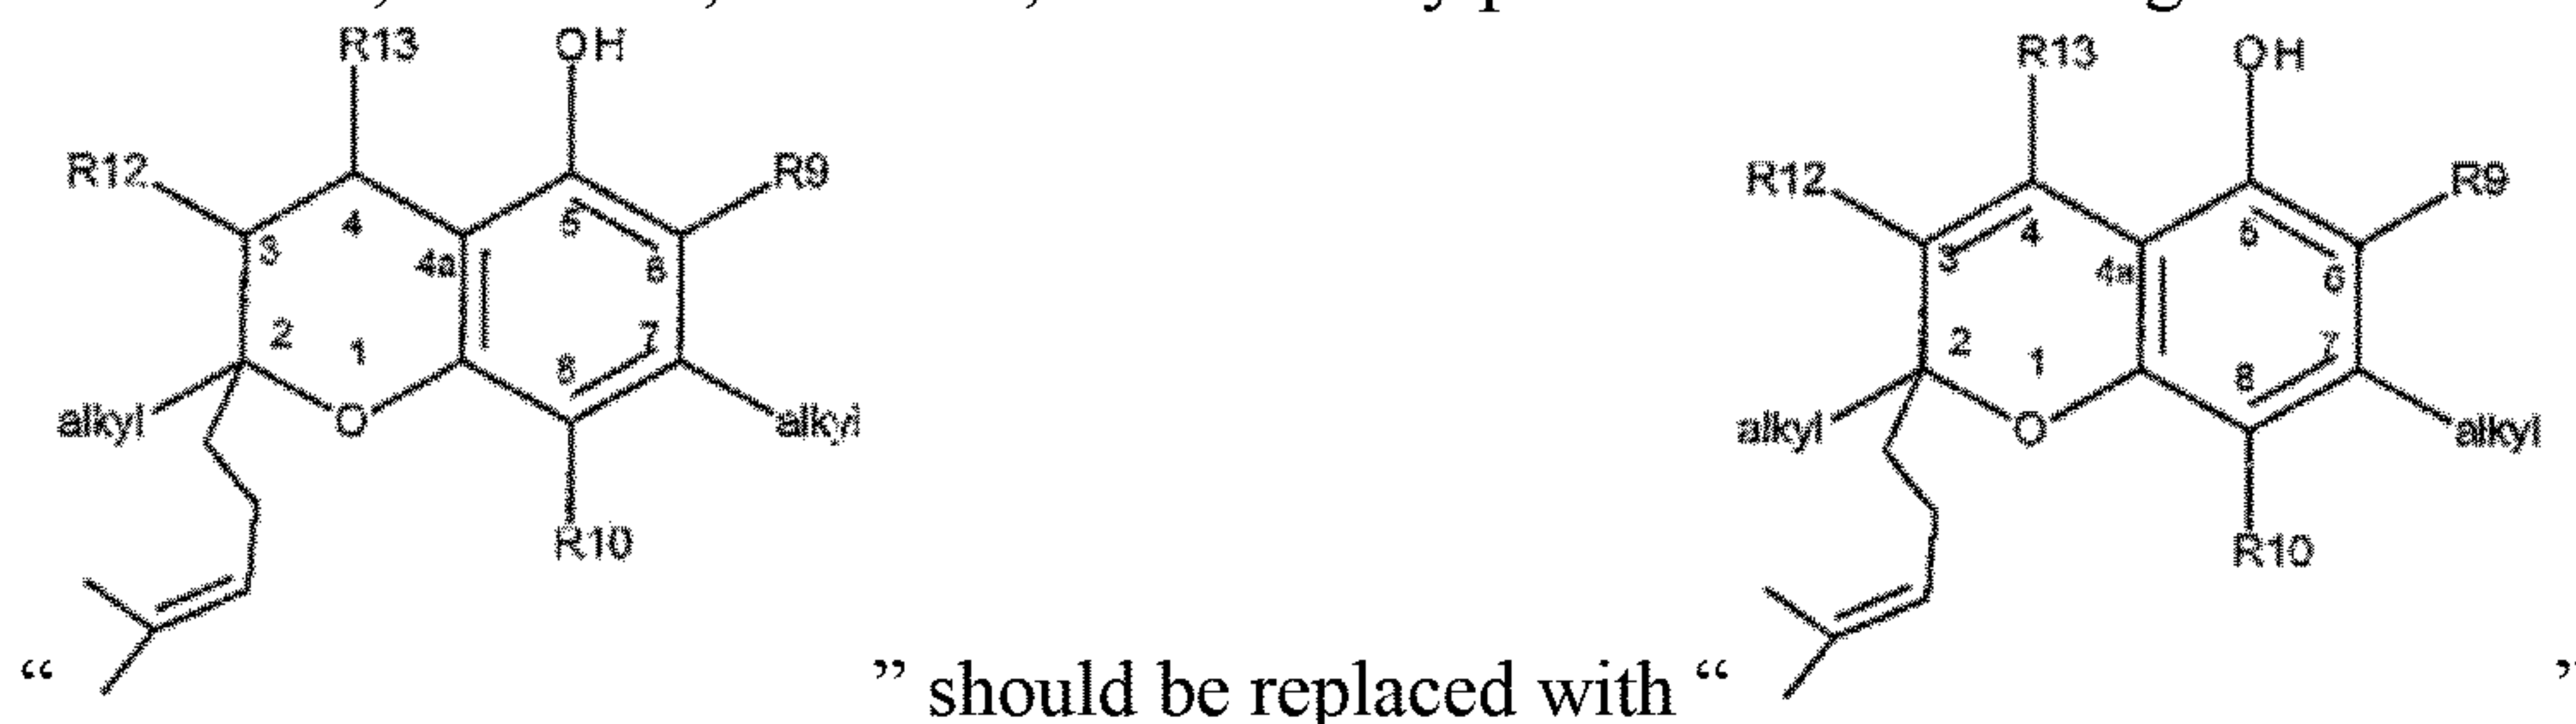 R13 OH R13 OH
R12 R9 R12 R9
4 5 4 5
3 4a 6 3 4a 6
2 1 7 2 1 7
8 8
alkyl O alkyl alkyl O alkyl
R10 R10
“ ” should be replaced with “ ”